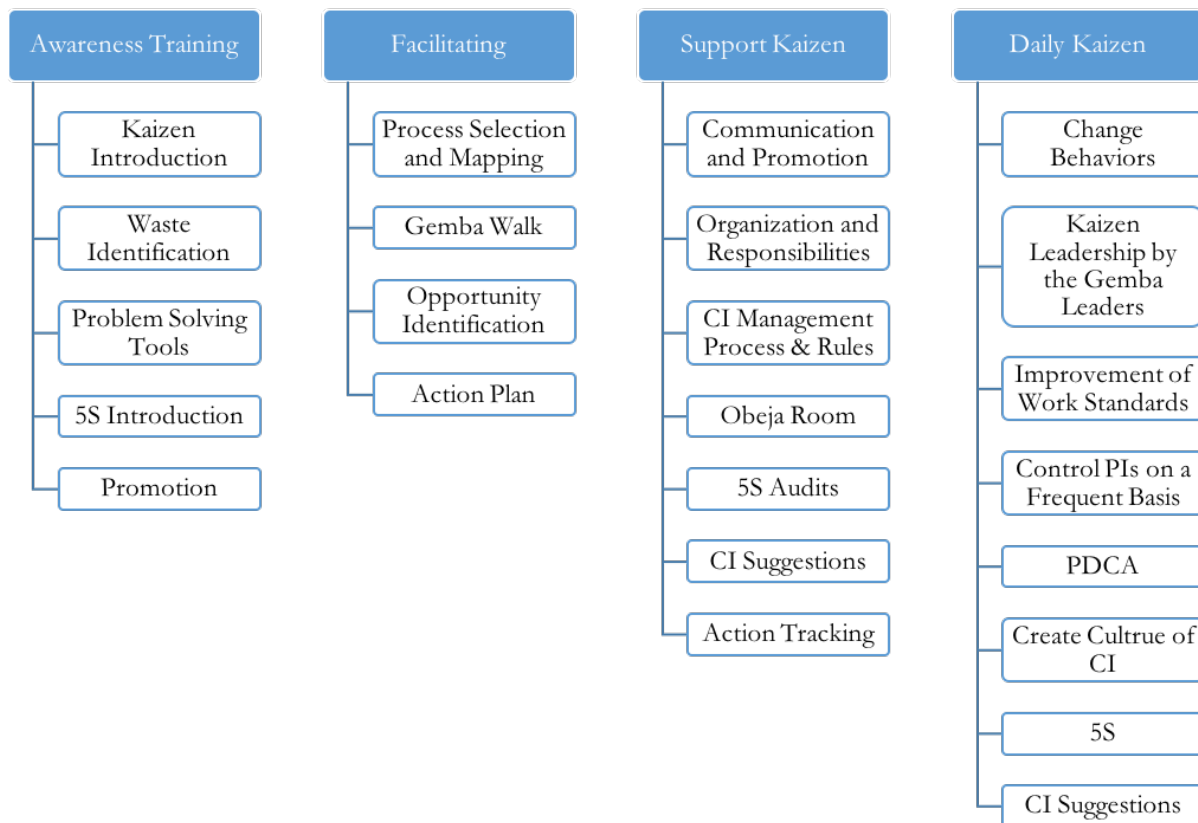 Awareness Training
Kaizen
Introduction
Waste
Identification
Problem Solving
Tools
5S Introduction
Promotion
Facilitating
Process Selection
and Mapping
Gemba Walk
Opportunity
Identification
Action Plan
Support Kaizen
Communication
and Promotion
Organization and
Responsibilities
CI Management
Process & Rules
Obeja Room
5S Audits
CI Suggestions
Action Tracking
Daily Kaizen
Change
Behaviors
Kaizen
Leadership by
the Gemba
Leaders
Improvement of
Work Standards
Control PIs on a
Frequent Basis
PDCA
Create Cultrue of
CI
5S
CI Suggestions